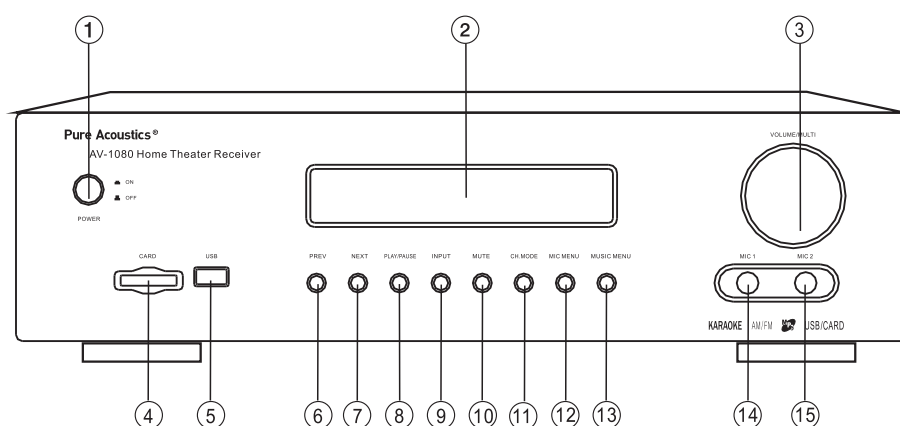 1 2 3
VOLUME/MULTI
Pure Acoustics®
AV-1080 Home Theater Receiver
ON
OFF
POWER
CARD USB PREV NEXT PLAY/PAUSE INPUT MUTE CH.MODE MIC MENU MUSIC MENU MIC 1 MIC 2
KARAOKE AM/FM USB/CARD
4 5 6 7 8 9 10 11 12 13 14 15